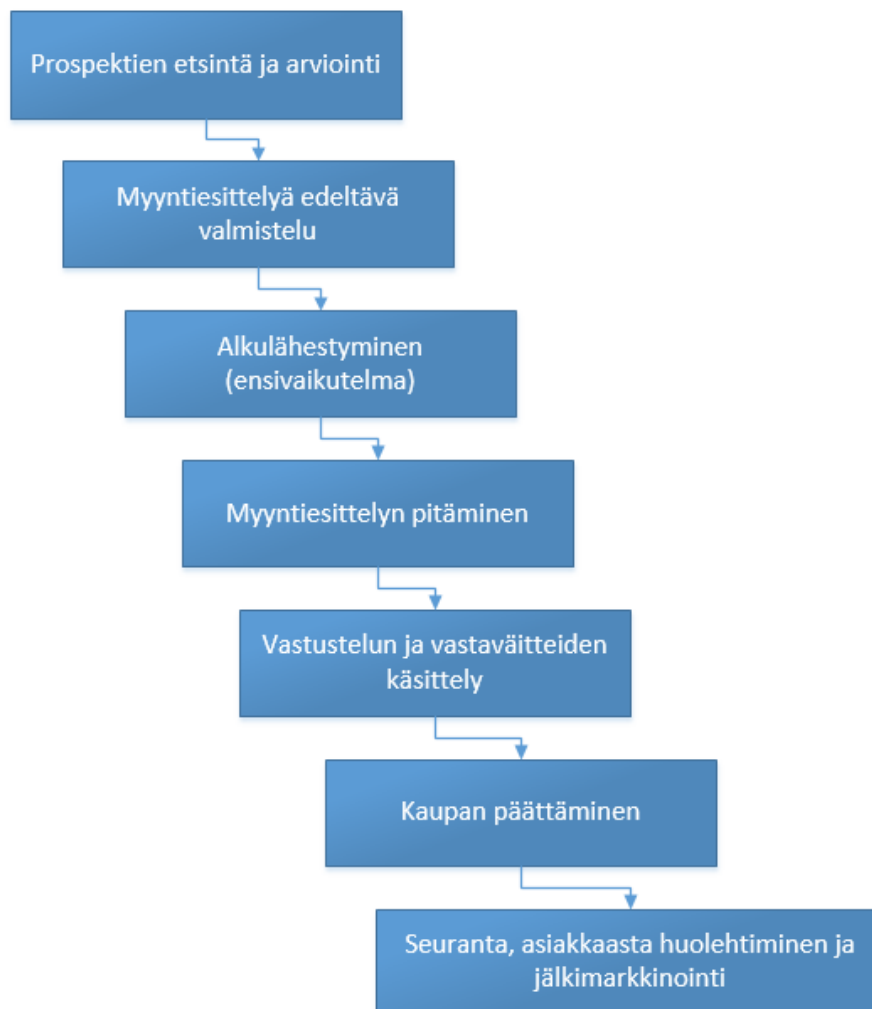 Prospektien etsintä ja arviointi
Myyntiesittelyä edeltävä
valmistelu
Alkulähestyminen
(ensivaikutelma)
Myyntiesittelyn pitäminen
Vastustelun ja vastaväitteiden
käsittely
Kaupan päättäminen
Seuranta, asiakkaasta huolehtiminen ja
jälkimarkkinointi